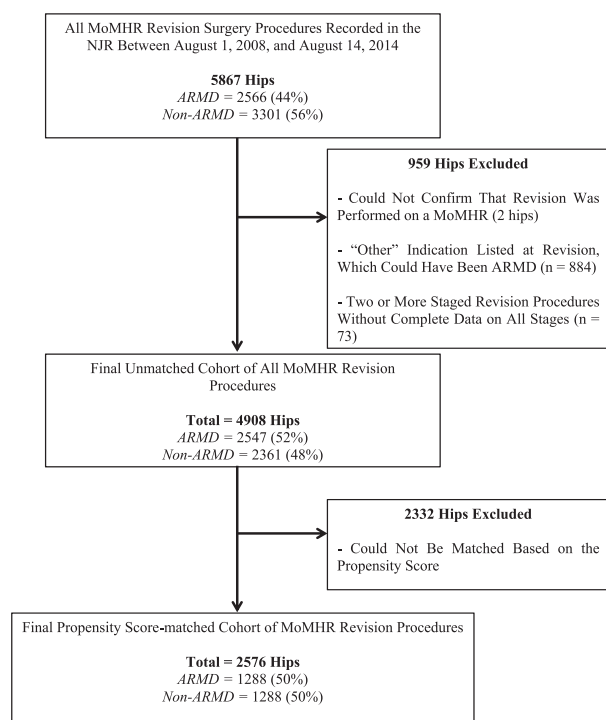 All MoMHR Revision Surgery Procedures Recorded in the
NJR Between August 1, 2008, and August 14, 2014
5867 Hips
ARMD = 2566 (44%)
Non-ARMD = 3301 (56%)
959 Hips Excluded
- Could Not Confirm That Revision Was
Performed on a MoMHR (2 hips)
- “Other” Indication Listed at Revision,
Which Could Have Been ARMD (n = 884)
- Two or More Staged Revision Procedures
Without Complete Data on All Stages (n =
73)
Final Unmatched Cohort of All MoMHR Revision
Procedures
Total = 4908 Hips
ARMD = 2547 (52%)
Non-ARMD = 2361 (48%)
2332 Hips Excluded
- Could Not Be Matched Based on the
Propensity Score
Final Propensity Score-matched Cohort of MoMHR Revision Procedures
Total = 2576 Hips
ARMD = 1288 (50%)
Non-ARMD = 1288 (50%)